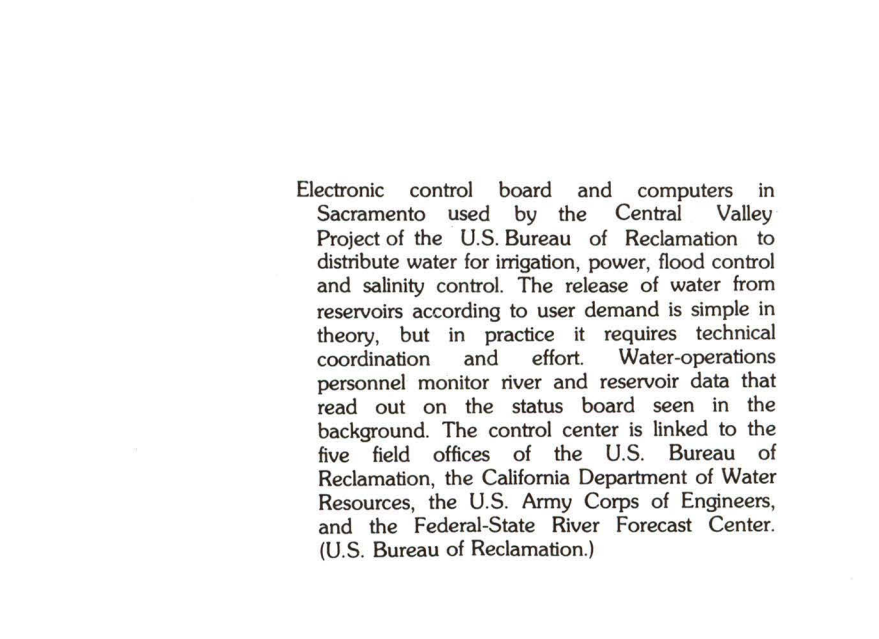 Electronic control board and computers in
Sacramento used by the Central Valley
Project of the U.S. Bureau of Reclamation to
distribute water for irrigation, power, flood control
and salinity control. The release of water from
reservoirs according to user demand is simple in
theory, but in practice it requires technical
coordination and effort. Water-operations
personnel monitor river and reservoir data that
read out on the status board seen in the
background. The control center is linked to the
five field offices of the U.S. Bureau of
Reclamation, the California Department of Water
Resources, the U.S. Army Corps of Engineers,
and the Federal-State River Forecast Center.
(U.S. Bureau of Reclamation.)